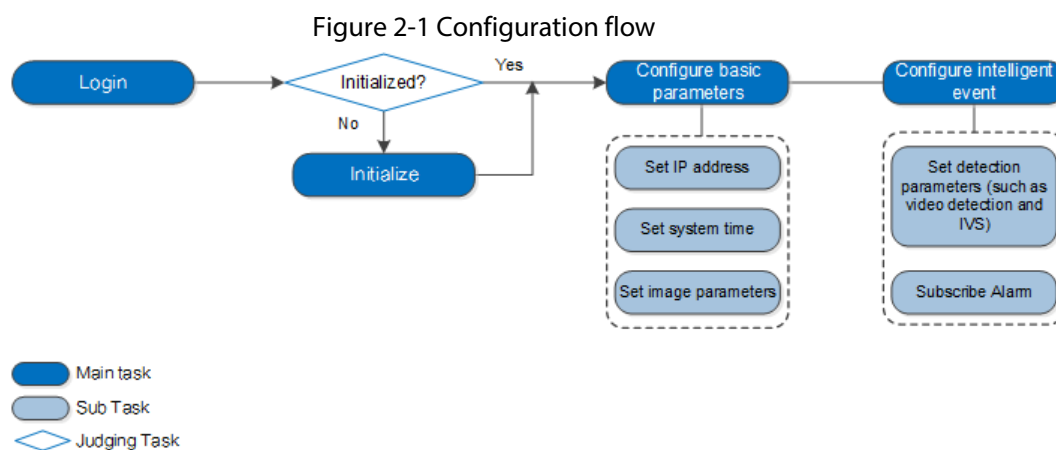 Figure 2-1 Configuration flow
Login
Initialized?
Yes
No
Initialize
Configure basic
parameters
Set IP address
Set system time
Set image parameters
Configure intelligent
event
Set detection
parameters (such as
video detection and
IVS)
Subscribe Alarm
Main task
Sub Task
Judging Task